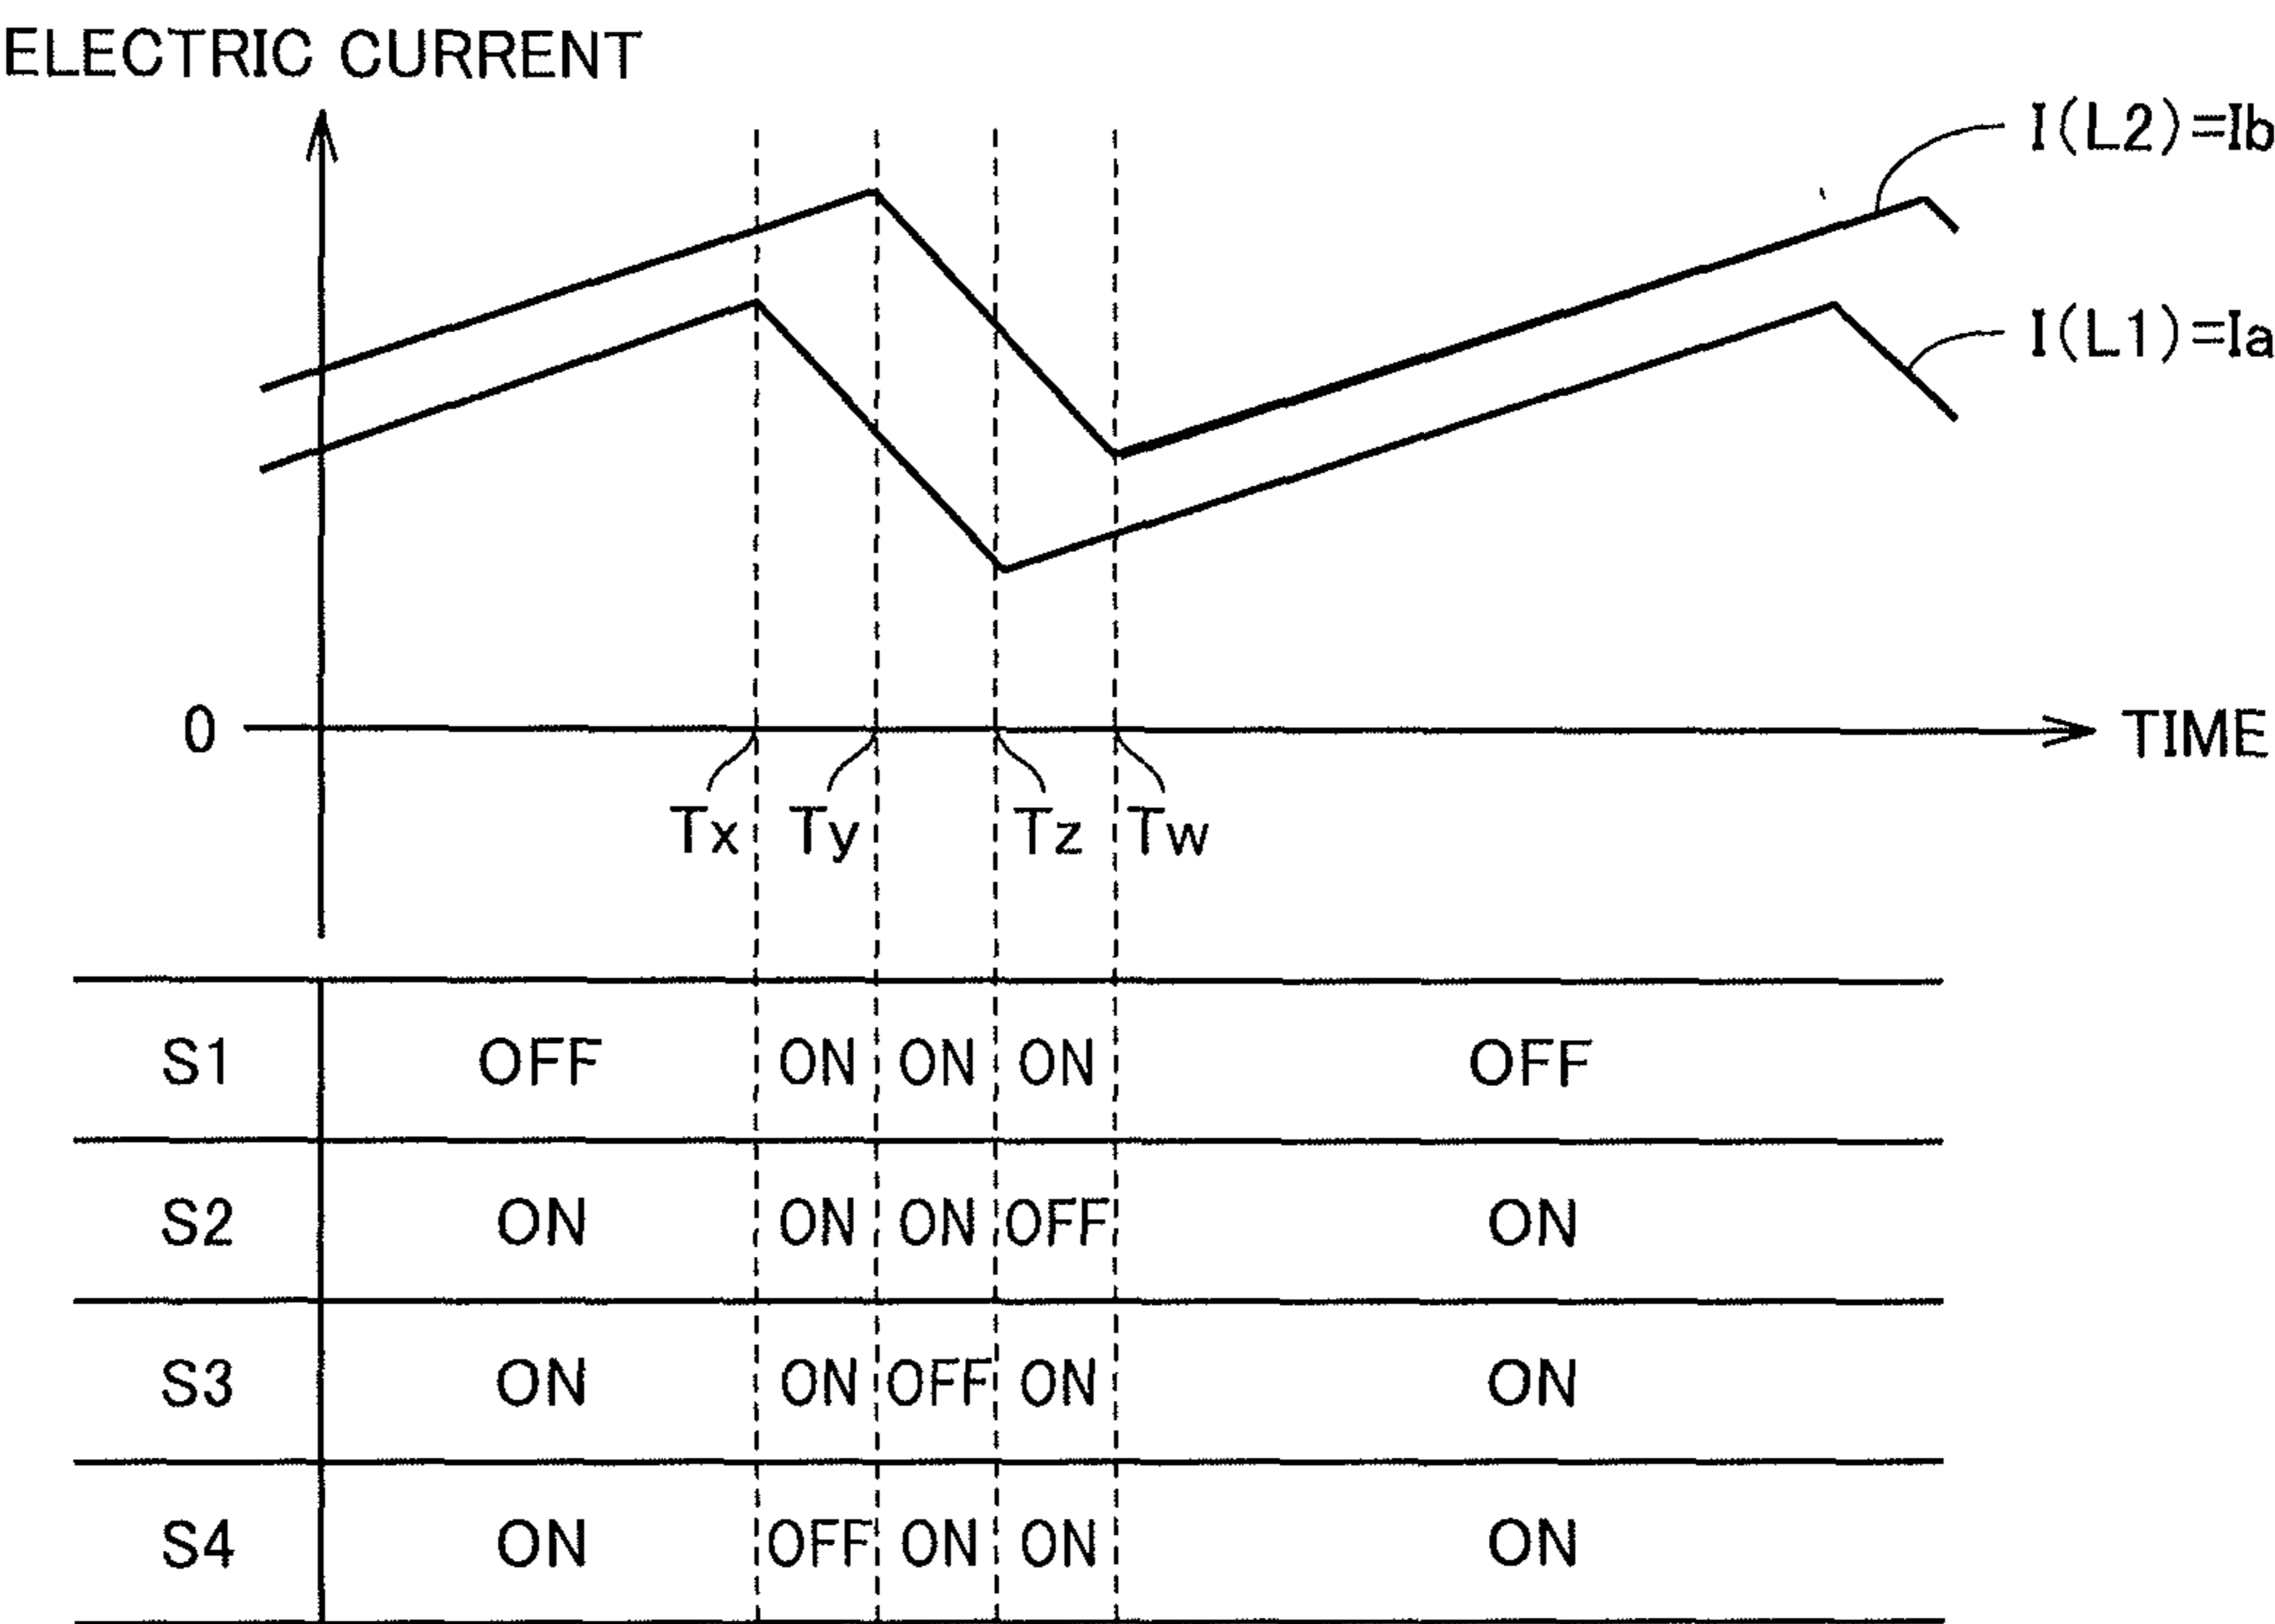 ELECTRIC CURRENT
I(L2)=Ib
I(L1)=Ia
0
TIME
Tx Ty Tz Tw
S1 OFF ON ON ON OFF
S2 ON ON ON OFF ON
S3 ON ON OFF ON ON
S4 ON OFF ON ON ON